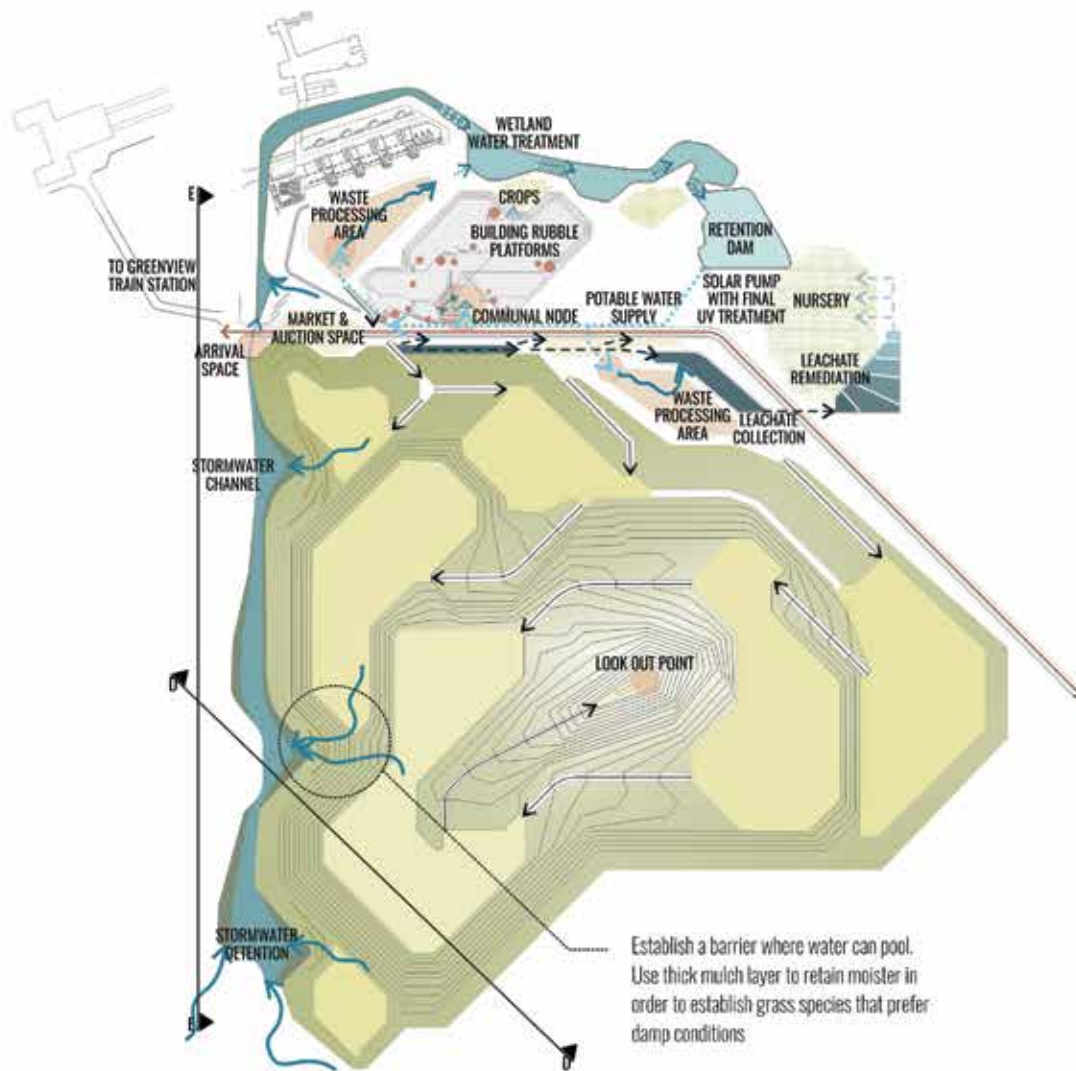 WETLAND
WATER TREATMENT
E
WASTE
PROCESSING
AREA
CROPS
BUILDING RUBBLE
PLATFORMS
RETENTION
DAM
TO GREENVIEW
TRAIN STATION
SOLAR PUMP
WITH FINAL
UV TREATMENT
NURSERY
MARKET &
AUCTION SPACE
COMMUNAL NODE
POTABLE WATER
SUPPLY
ARRIVAL
SPACE
LEACHATE
REMEDIATION
WASTE
PROCESSING
AREA
LEACHATE
COLLECTION
STORMWATER
CHANNEL
LOOK OUT POINT
D
STORMWATER
DETENTION
Establish a barrier where water can pool.
Use thick mulch layer to retain moister in
order to establish grass species that prefer
damp conditions
E
D